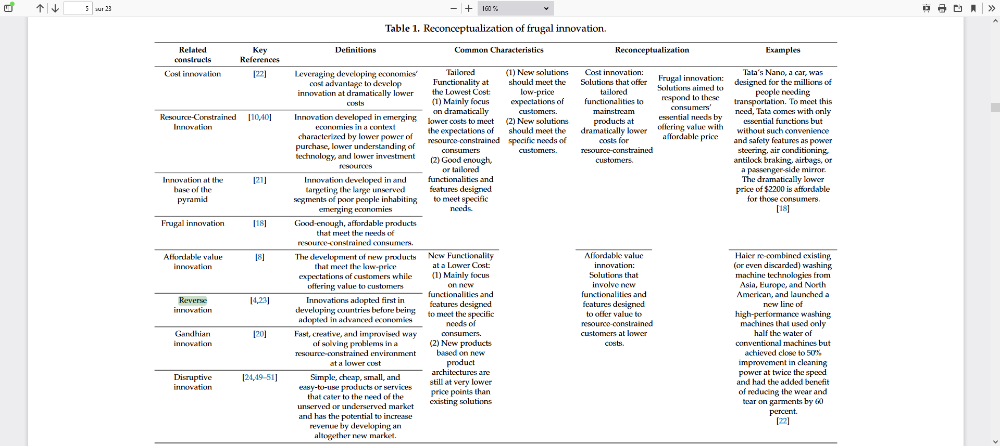 5 sur 23
160 %
Table 1. Reconceptualization of frugal innovation.
Related
constructs
Key
References
Definitions
Common Characteristics
Reconceptualization
Examples
Cost innovation
[22]
Leveraging developing economies’
cost advantage to develop
innovation at dramatically lower
costs
Resource-Constrained
Innovation
[10,40]
Innovation developed in emerging
economies in a context
characterized by lower power of
purchase, lower understanding of
technology, and lower investment
resources
Innovation at the
base of the
pyramid
[21]
Innovation developed in and
targeting the large unserved
segments of poor people inhabiting
emerging economies
Frugal innovation
[18]
Good-enough, affordable products
that meet the needs of
resource-constrained consumers.
Tailored
Functionality at
the Lowest Cost:
(1) Mainly focus
on dramatically
lower costs to meet
the expectations of
resource-constrained
consumers
(2) Good enough,
or tailored
functionalities and
features designed
to meet specific
needs.
(1) New solutions
should meet the
low-price
expectations of
customers.
(2) New solutions
should meet the
specific needs of
customers.
Cost innovation:
Solutions that offer
tailored
functionalities to
mainstream
products at
dramatically lower
costs for
resource-constrained
customers.
Frugal innovation:
Solutions aimed to
respond to these
consumers’
essential needs by
offering value with
affordable price
Tata’s Nano, a car, was
designed for the millions of
people needing
transportation. To meet this
need, Tata comes with only
essential functions but
without such convenience
and safety features as power
steering, air conditioning,
antilock braking, airbags, or
a passenger-side mirror.
The dramatically lower
price of $2200 is affordable
for those consumers.
[18]
Affordable value
innovation
[8]
The development of new products
that meet the low-price
expectations of customers while
offering value to customers
Reverse
innovation
[4,23]
Innovations adopted first in
developing countries before being
adopted in advanced economies
Gandhian
innovation
[20]
Fast, creative, and improvised way
of solving problems in a
resource-constrained environment
at a lower cost
Disruptive
innovation
[24,49–51]
Simple, cheap, small, and
easy-to-use products or services
that cater to the need of the
unserved or underserved market
and has the potential to increase
revenue by developing an
altogether new market.
New Functionality
at a Lower Cost:
(1) Mainly focus
on new
functionalities and
features designed
to meet the specific
needs of
consumers.
(2) New products
based on new
product
architectures are
still at very lower
price points than
existing solutions
Affordable value
innovation:
Solutions that
involve new
functionalities and
features designed
to offer value to
resource-constrained
customers at lower
costs.
Haier re-combined existing
(or even discarded) washing
machine technologies from
Asia, Europe, and North
American, and launched a
new line of
high-performance washing
machines that used only
half the water of
conventional machines but
achieved close to 50%
improvement in cleaning
power at twice the speed
and had the added benefit
of reducing the wear and
tear on garments by 60
percent.
[22]